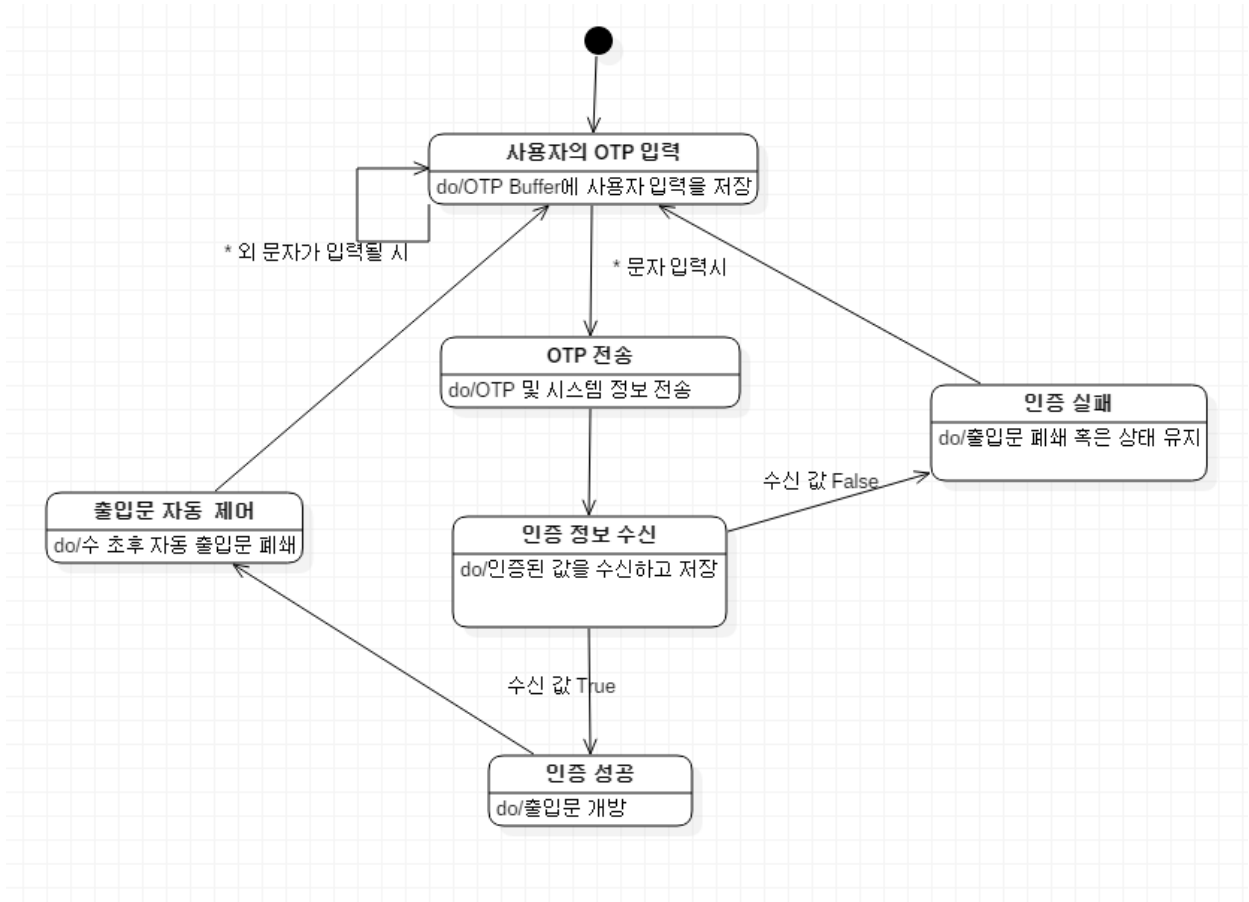 사용자의 OTP 입력
do/OTP Buffer에 사용자 입력을 저장
* 외 문자가 입력될 시
* 문자 입력시
OTP 전송
do/OTP 및 시스템 정보 전송
인증 실패
do/출입문 폐쇄 혹은 상태 유지
수신 값 False
출입문 자동 제어
do/수 초후 자동 출입문 폐쇄
인증 정보 수신
do/인증된 값을 수신하고 저장
수신 값 True
인증 성공
do/출입문 개방